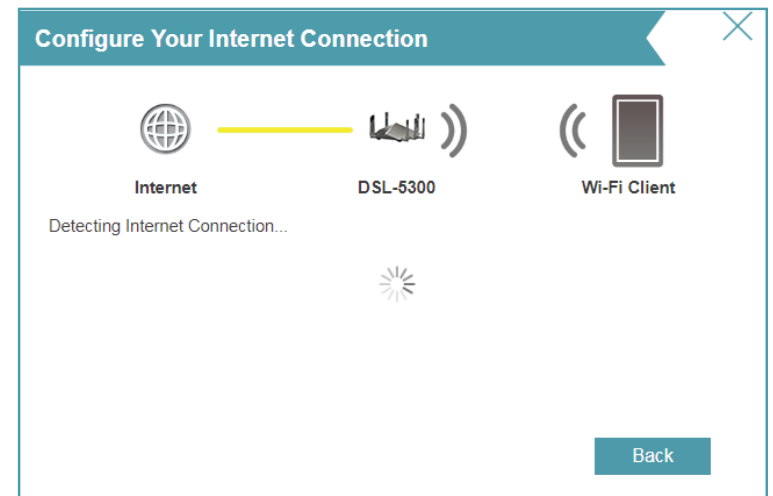 Configure Your Internet Connection
Internet DSL-5300 Wi-Fi Client
Detecting Internet Connection...
Back